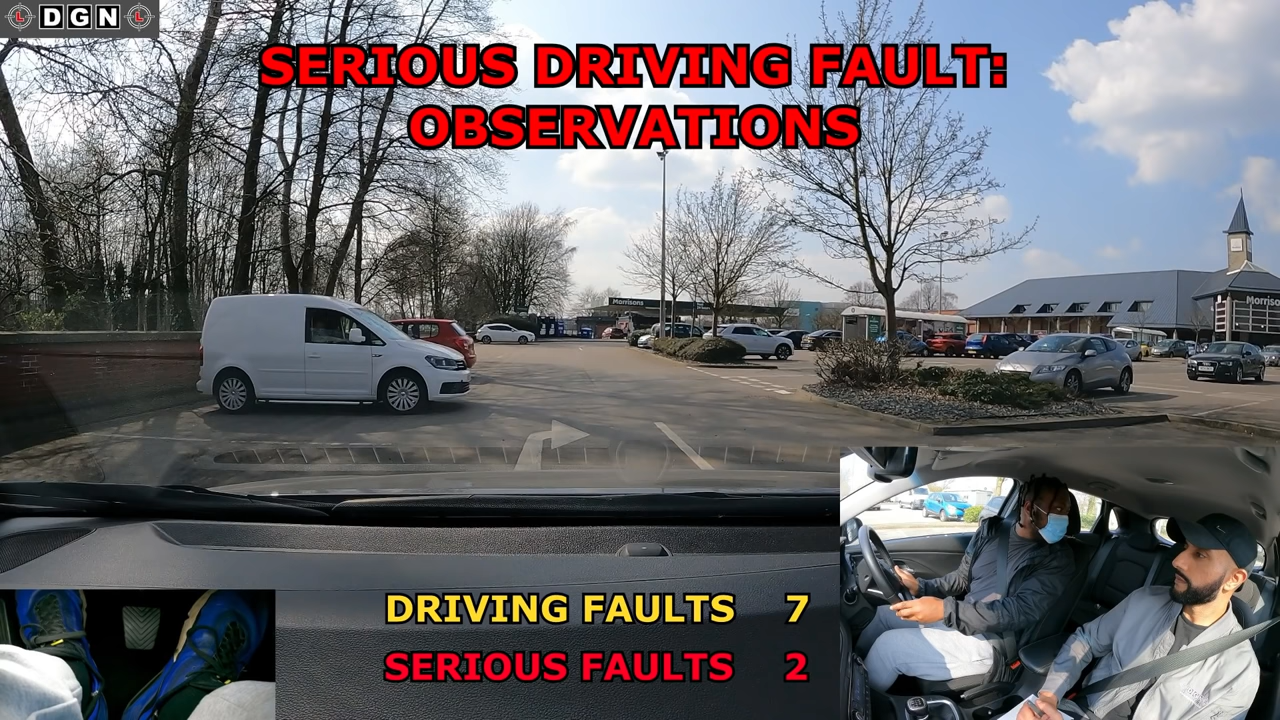 L DGN L
SERIOUS DRIVING FAULT:
OBSERVATIONS
Morrisons
Morrisons
DRIVING FAULTS 7
SERIOUS FAULTS 2